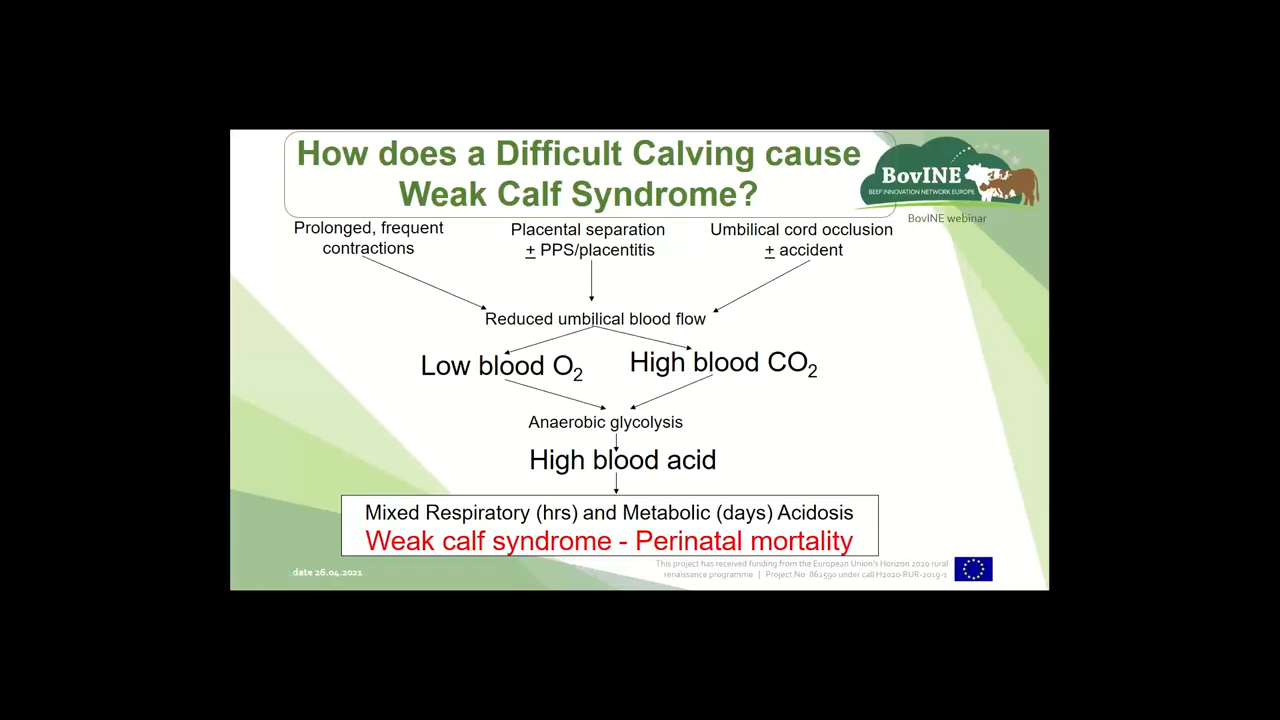 How does a Difficult Calving cause
Weak Calf Syndrome?
BovINE
BEEF INNOVATION NETWORK EUROPE
BovINE webinar
Prolonged, frequent
contractions
Placental separation
+ PPS/placentitis
Umbilical cord occlusion
+ accident
Reduced umbilical blood flow
Low blood O2
High blood CO2
Anaerobic glycolysis
High blood acid
Mixed Respiratory (hrs) and Metabolic (days) Acidosis
Weak calf syndrome - Perinatal mortality
date 26.04.2021
This project has received funding from the European Union's Horizon 2020 rural
renaissance programme | Project.No 862590 under call H2020-RUR-2019-1